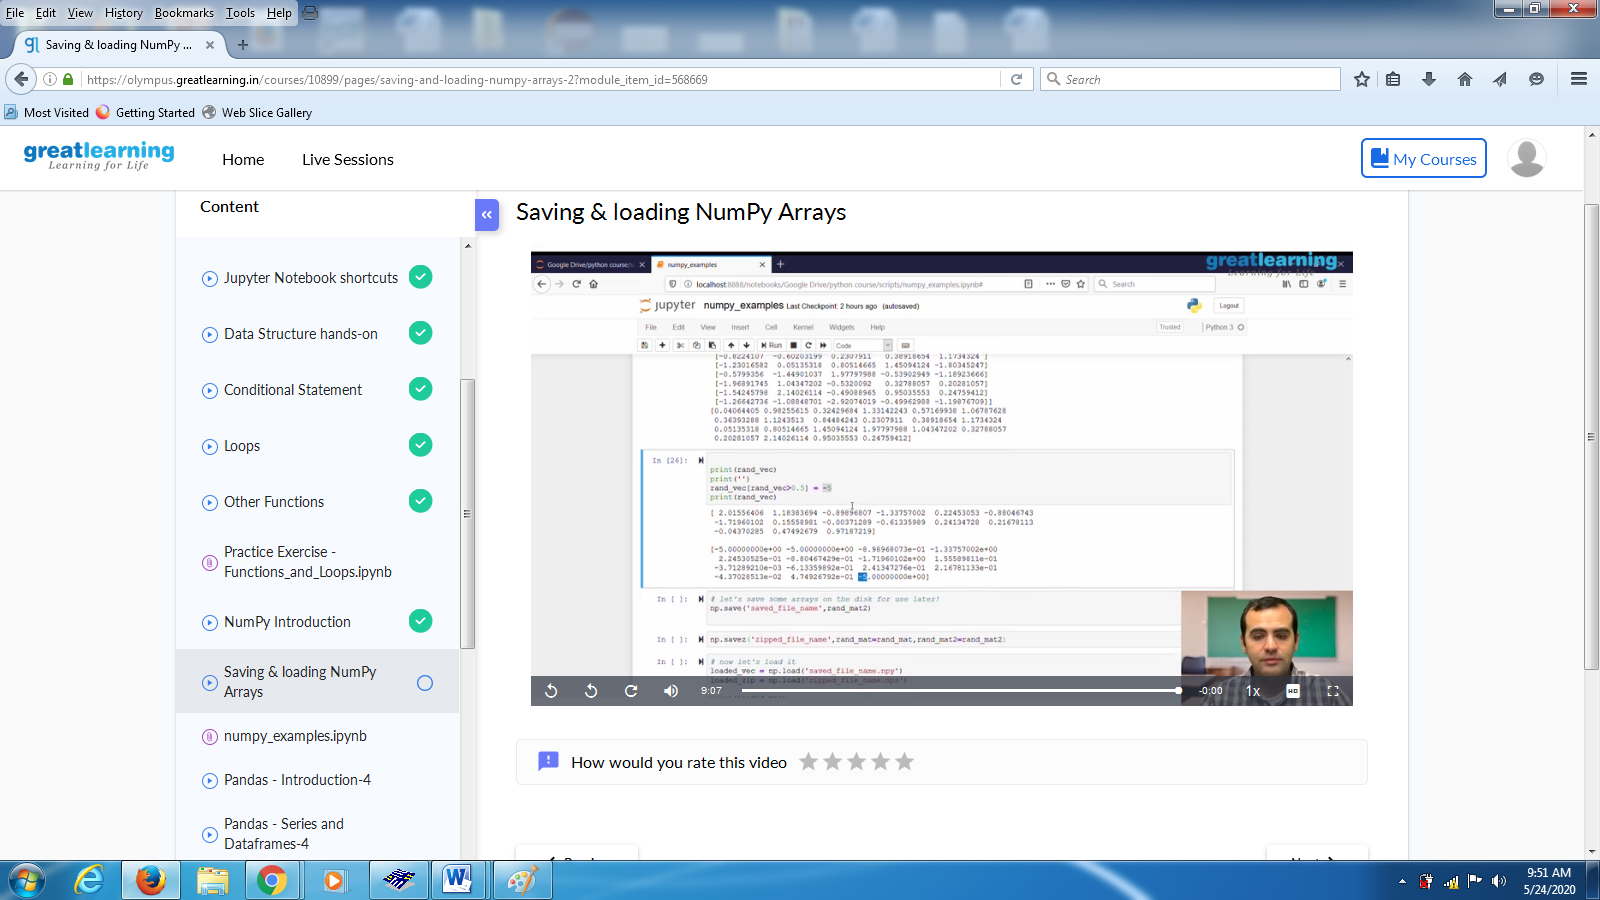 File Edit View History Bookmarks Tools Help
Saving & loading NumPy ...
https://olympus.greatlearning.in/courses/10899/pages/saving-and-loading-numpy-arrays-2?module_item_id=568669
Search
Most Visited Getting Started Web Slice Gallery
greatlearning
Learning for Life
Home Live Sessions My Courses
Content
Jupyter Notebook shortcuts
Data Structure hands-on
Conditional Statement
Loops
Other Functions
Practice Exercise -
Functions_and_Loops.ipynb
NumPy Introduction
Saving & loading NumPy
Arrays
numpy_examples.ipynb
Pandas - Introduction-4
Pandas - Series and
Dataframes-4
Saving & loading NumPy Arrays
Google Drive/python course/s numpy_examples
greatlearning
Learning for Life
localhost:8888/notebooks/Google Drive/python course/scripts/numpy_examples.ipynb#
Search
jupyter numpy_examples Last Checkpoint: 2 hours ago (autosaved)
Logout
File Edit View Insert Cell Kernel Widgets Help
Trusted Python 3
Run Code
[-0.8224107 -0.60203199 0.2307911 0.38918654 1.1734324 ]
[-1.23016582 0.05135318 0.80514665 1.45094124 -1.80345247]
[-0.5799356 -1.44901037 1.97797988 -0.53902949 -1.18923666]
[-1.96891745 1.04347202 -0.5320092 0.32788057 0.20281057]
[-1.54245798 2.14026114 -0.49088965 0.95035553 0.24759412]
[-1.26642736 -1.08848701 -2.92074019 -0.49962988 -1.19876709]]
[0.04064405 0.98255615 0.32429684 1.33142243 0.57169938 1.06787628
0.36393288 1.1243513 0.84484243 0.2307911 0.38918654 1.1734324
0.05135318 0.80514665 1.45094124 1.97797988 1.04347202 0.32788057
0.20281057 2.14026114 0.95035553 0.24759412]
In [26]:
print(rand_vec)
print('')
rand_vec[rand_vec>0.5] = -5
print(rand_vec)
[ 2.01556406 1.18383694 -0.89896807 -1.33757002 0.22453053 -0.88046743
-1.71960102 0.15558981 -0.00371289 -0.61335989 0.24134728 0.21678113
-0.04370285 0.47492679 0.97187219]
[-5.00000000e+00 -5.00000000e+00 -8.98968073e-01 -1.33757002e+00
2.24530525e-01 -8.80467429e-01 -1.71960102e+00 1.55589811e-01
-3.71289210e-03 -6.13359892e-01 2.41347276e-01 2.16781133e-01
-4.37028513e-02 4.74926792e-01 -5.00000000e+00]
In [ ]: # let's save some arrays on the disk for use later!
np.save('saved_file_name',rand_mat2)
In [ ]: np.savez('zipped_file_name',rand_mat=rand_mat,rand_mat2=rand_mat2)
In [ ]: # now let's load it
loaded_vec = np.load('saved_file_name.npy')
loaded_zip = np.load('zipped_file_name.npz')
9:07 -0:00 1x HD
How would you rate this video
9:51 AM
5/24/2020